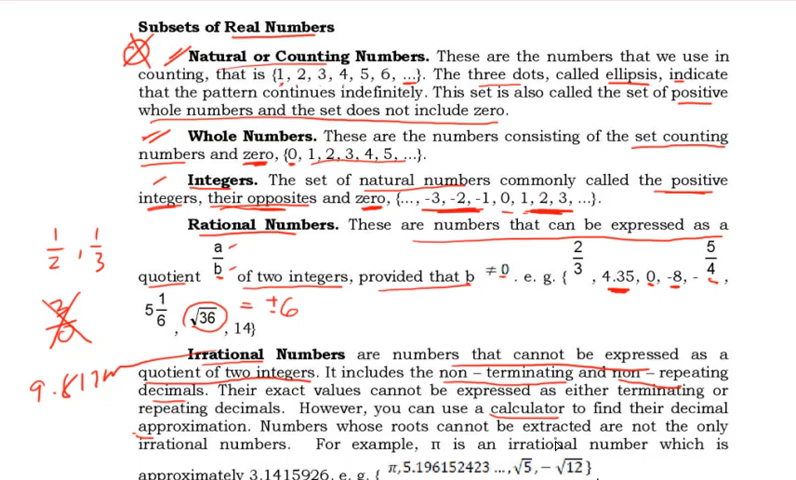 Subsets of Real Numbers
Natural or Counting Numbers. These are the numbers that we use in
counting, that is {1, 2, 3, 4, 5, 6, ...}. The three dots, called ellipsis, indicate
that the pattern continues indefinitely. This set is also called the set of positive
whole numbers and the set does not include zero.
Whole Numbers. These are the numbers consisting of the set counting
numbers and zero, {0, 1, 2, 3, 4, 5, ...}.
Integers. The set of natural numbers commonly called the positive
integers, their opposites and zero, {..., -3, -2, -1, 0, 1, 2, 3, ...}.
Rational Numbers. These are numbers that can be expressed as a
1/2 , 1/3
quotient a/b of two integers, provided that b ≠0 . e. g. { 2/3 , 4.35, 0, -8, - 5/4 ,
5 1/6 , √36 , 14}
= ±6
Irrational Numbers are numbers that cannot be expressed as a
quotient of two integers. It includes the non – terminating and non – repeating
decimals. Their exact values cannot be expressed as either terminating or
9.817
repeating decimals. However, you can use a calculator to find their decimal
approximation. Numbers whose roots cannot be extracted are not the only
irrational numbers. For example, π is an irrational number which is
approximately 3.1415926. e. g. { π,5.196152423 ...,√5,−√12}